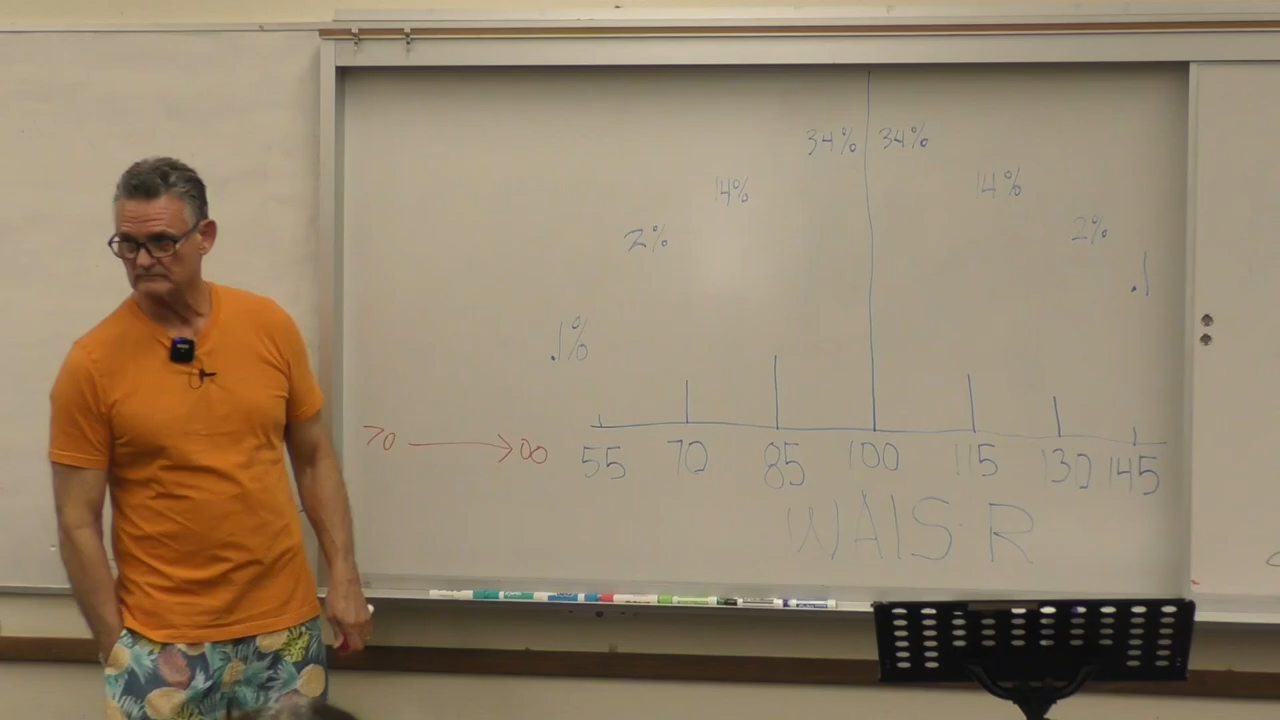 34% 34%
14% 14%
2% 2%
.1
.1%
70 → 00
55 70 85 100 115 130 145
WAIS-R